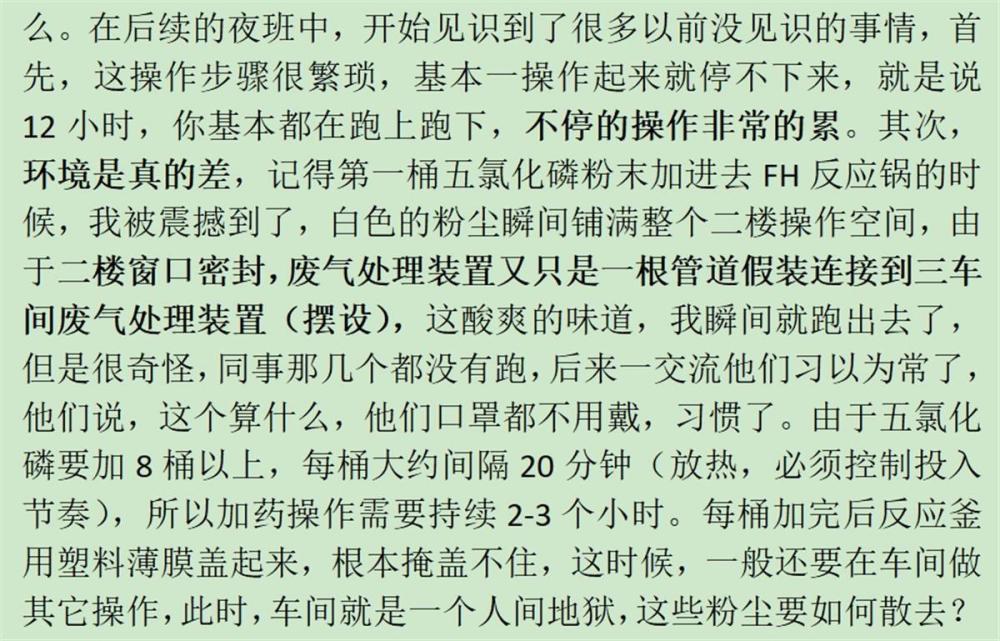 么。在后续的夜班中，开始见识到了很多以前没见识的事情，首
先，这操作步骤很繁琐，基本一操作起来就停不下来，就是说
12 小时，你基本都在跑上跑下，不停的操作非常的累。其次，
环境是真的差，记得第一桶五氯化磷粉末加进去 FH 反应锅的时
候，我被震撼到了，白色的粉尘瞬间铺满整个二楼操作空间，由
于二楼窗口密封，废气处理装置又只是一根管道假装连接到三车
间废气处理装置（摆设），这酸爽的味道，我瞬间就跑出去了，
但是很奇怪，同事那几个都没有跑，后来一交流他们习以为常了，
他们说，这个算什么，他们口罩都不用戴，习惯了。由于五氯化
磷要加 8 桶以上，每桶大约间隔 20 分钟（放热，必须控制投入
节奏），所以加药操作需要持续 2-3 个小时。每桶加完后反应釜
用塑料薄膜盖起来，根本掩盖不住，这时候，一般还要在车间做
其它操作，此时，车间就是一个人间地狱，这些粉尘要如何散去？